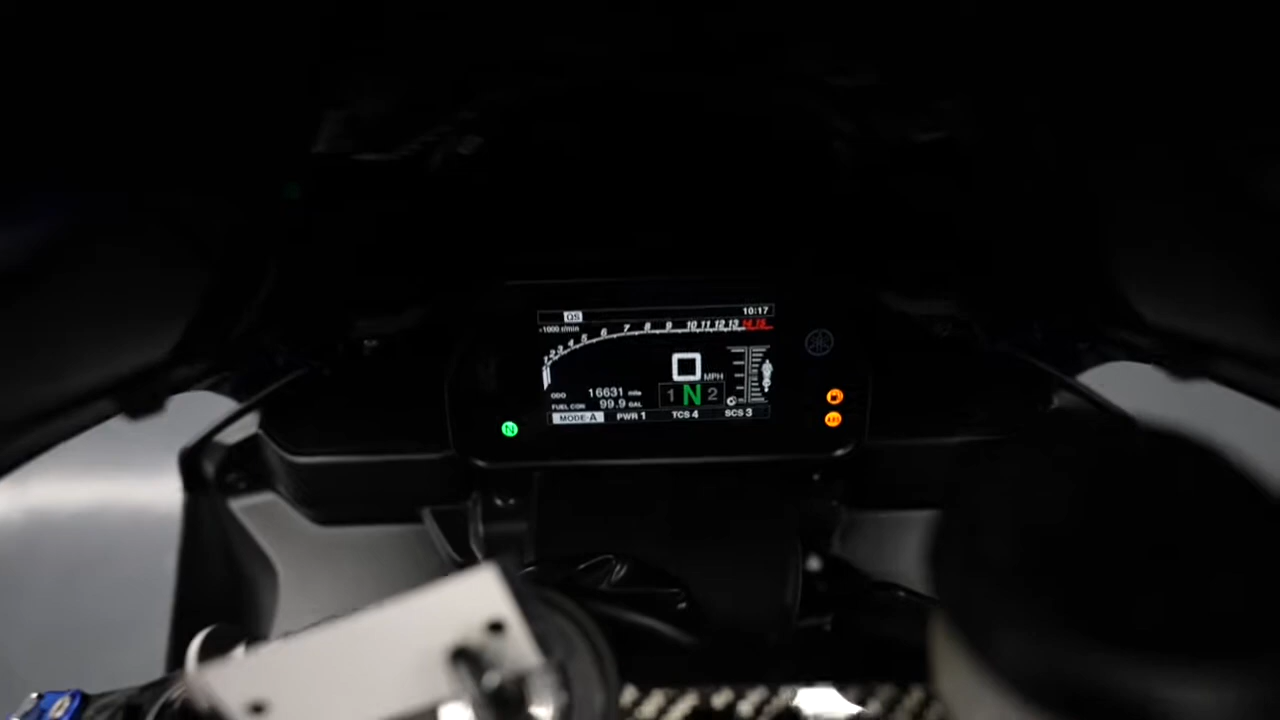 QS 10:17
×1000 r/min
1 2 3 4 5 6 7 8 9 10 11 12 13 14 15
0 MPH
ODO 16631 mile
1 N 2
FUEL CON 99.9 GAL
MODE-A PWR 1 TCS 4 SCS 3
N